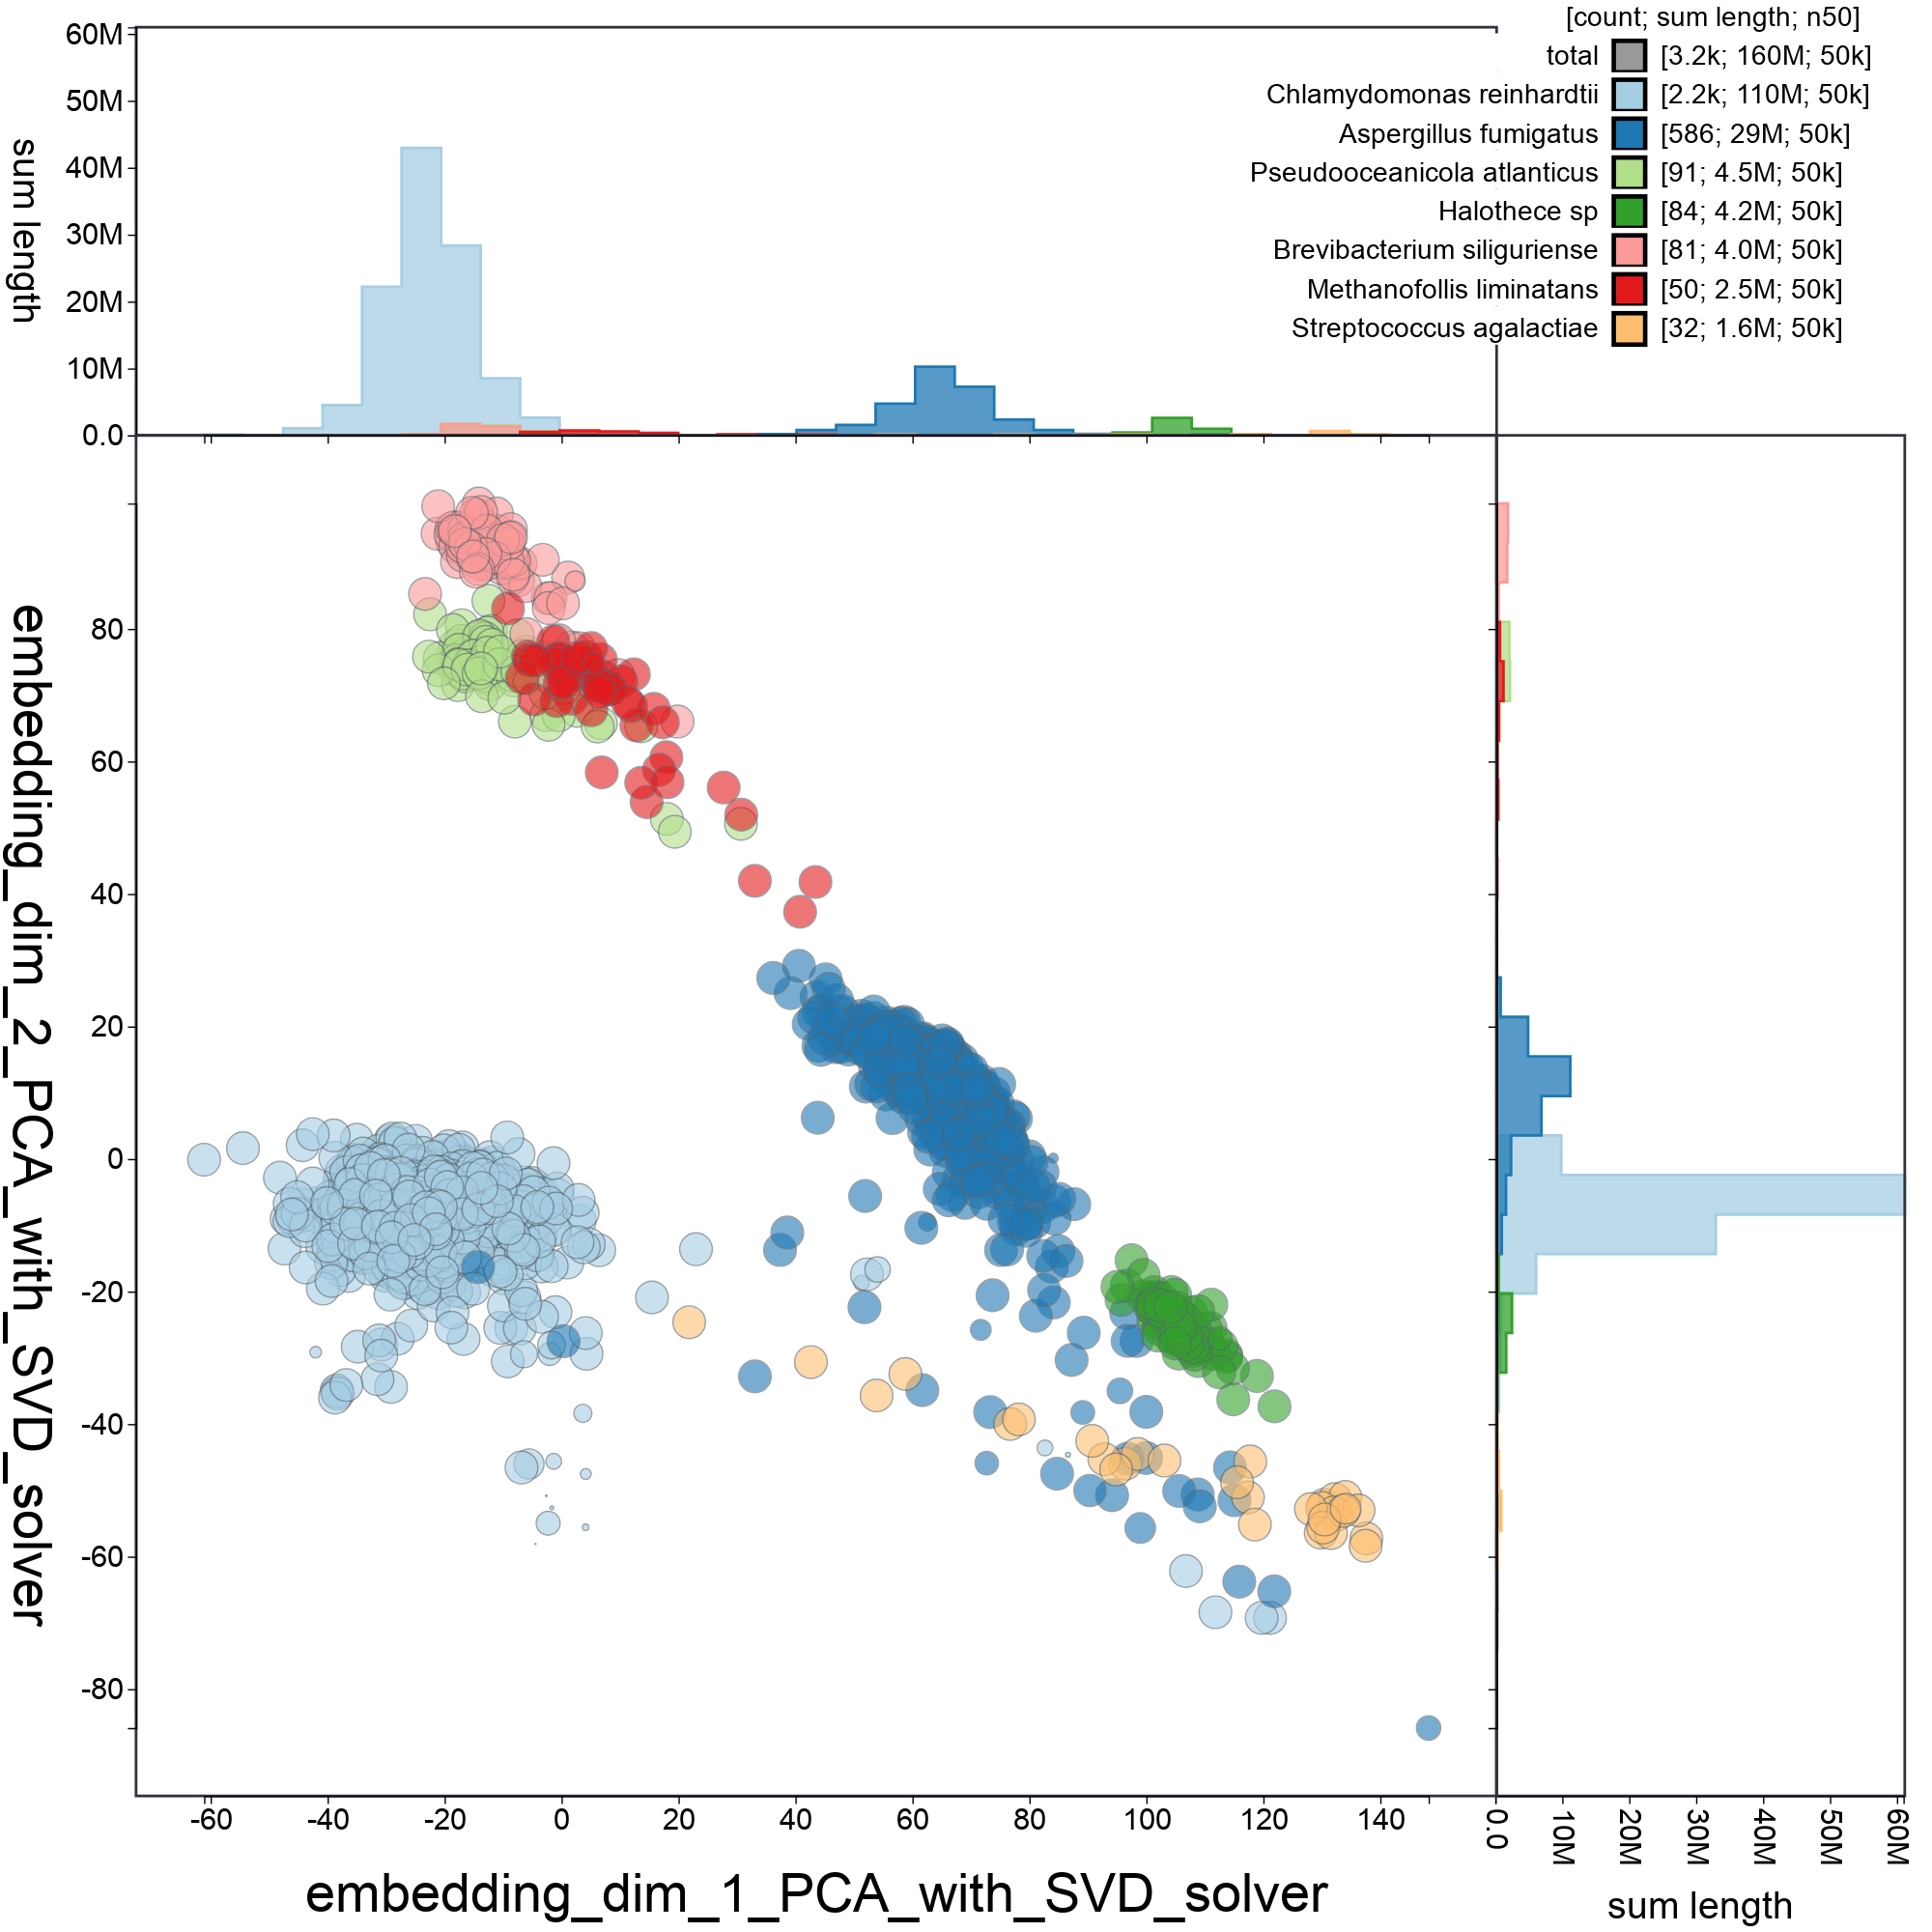 [count; sum length; n50]
total [3.2k; 160M; 50k]
Chlamydomonas reinhardtii [2.2k; 110M; 50k]
Aspergillus fumigatus [586; 29M; 50k]
Pseudooceanicola atlanticus [91; 4.5M; 50k]
Halothece sp [84; 4.2M; 50k]
Brevibacterium siliguriense [81; 4.0M; 50k]
Methanofollis liminatans [50; 2.5M; 50k]
Streptococcus agalactiae [32; 1.6M; 50k]
60M
50M
40M
30M
20M
10M
0.0
sum length
80
60
40
20
0
-20
-40
-60
-80
embedding_dim_2_PCA_with_SVD_solver
-60 -40 -20 0 20 40 60 80 100 120 140
embedding_dim_1_PCA_with_SVD_solver
0.0 10M 20M 30M 40M 50M 60M
sum length